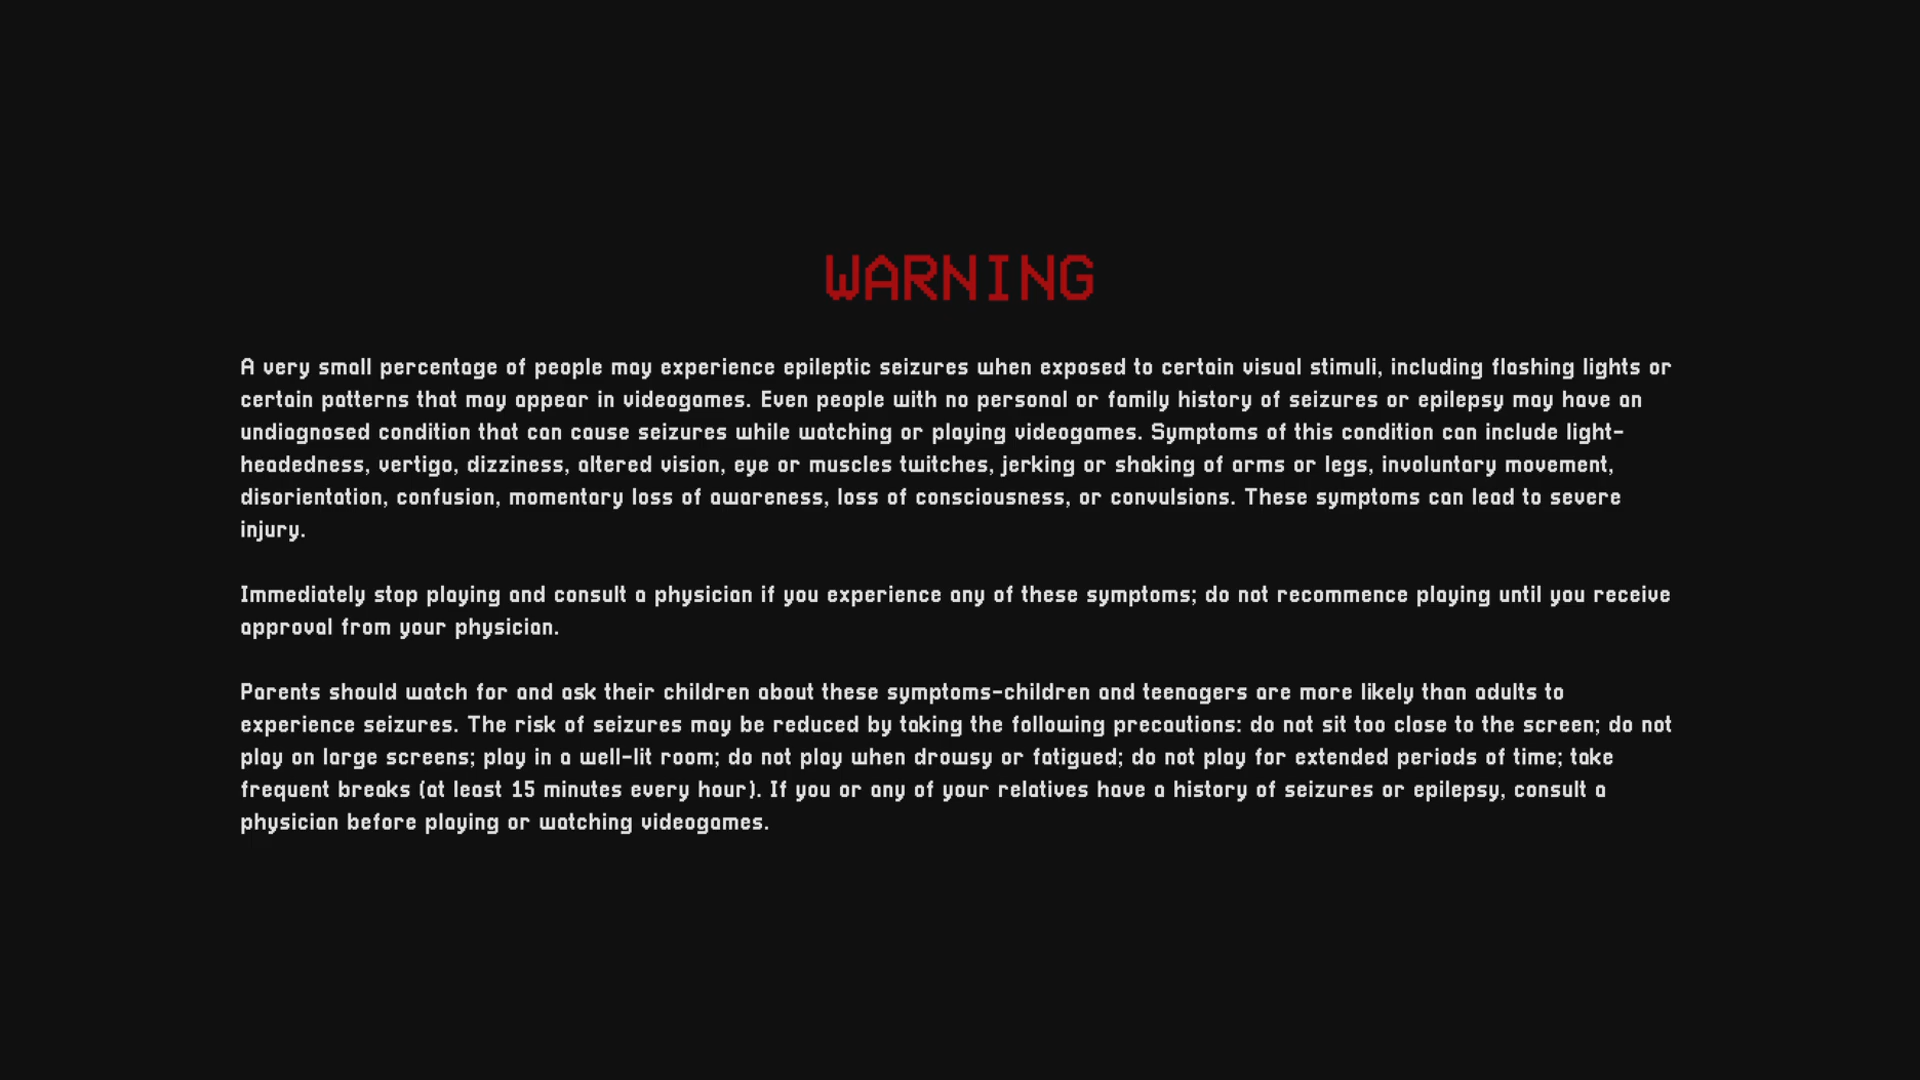 WARNING
A very small percentage of people may experience epileptic seizures when exposed to certain visual stimuli, including flashing lights or
certain patterns that may appear in videogames. Even people with no personal or family history of seizures or epilepsy may have an
undiagnosed condition that can cause seizures while watching or playing videogames. Symptoms of this condition can include light-
headedness, vertigo, dizziness, altered vision, eye or muscles twitches, jerking or shaking of arms or legs, involuntary movement,
disorientation, confusion, momentary loss of awareness, loss of consciousness, or convulsions. These symptoms can lead to severe
injury.
Immediately stop playing and consult a physician if you experience any of these symptoms; do not recommence playing until you receive
approval from your physician.
Parents should watch for and ask their children about these symptoms-children and teenagers are more likely than adults to
experience seizures. The risk of seizures may be reduced by taking the following precautions: do not sit too close to the screen; do not
play on large screens; play in a well-lit room; do not play when drowsy or fatigued; do not play for extended periods of time; take
frequent breaks (at least 15 minutes every hour). If you or any of your relatives have a history of seizures or epilepsy, consult a
physician before playing or watching videogames.